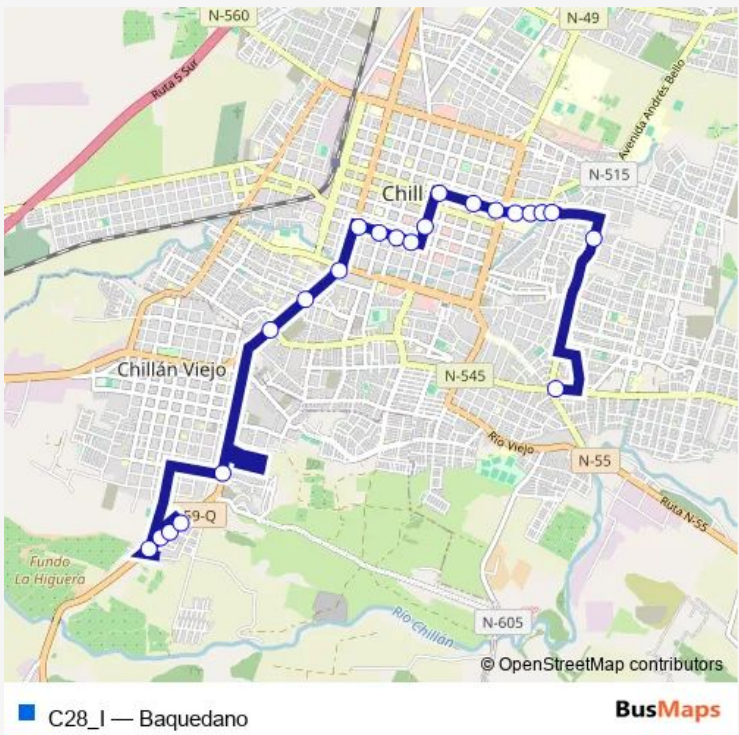 N-560
N-49
Ruta 5 Sur
Avenida Andrés Bello
N-515
Chill
Chillán Viejo
N-545
Río Viejo
N-55
Ruta N-55
59-Q
Fundo
La Higuera
Río Chillán
N-605
© OpenStreetMap contributors
C28_I — Baquedano
BusMaps